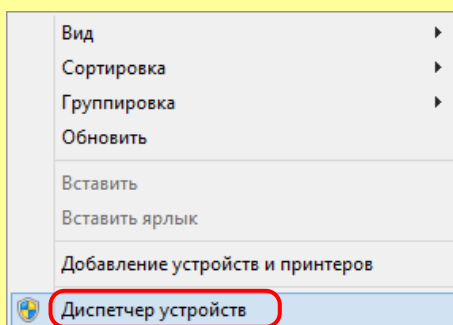 Вид
Сортировка
Группировка
Обновить
Вставить
Вставить ярлык
Добавление устройств и принтеров
Диспетчер устройств